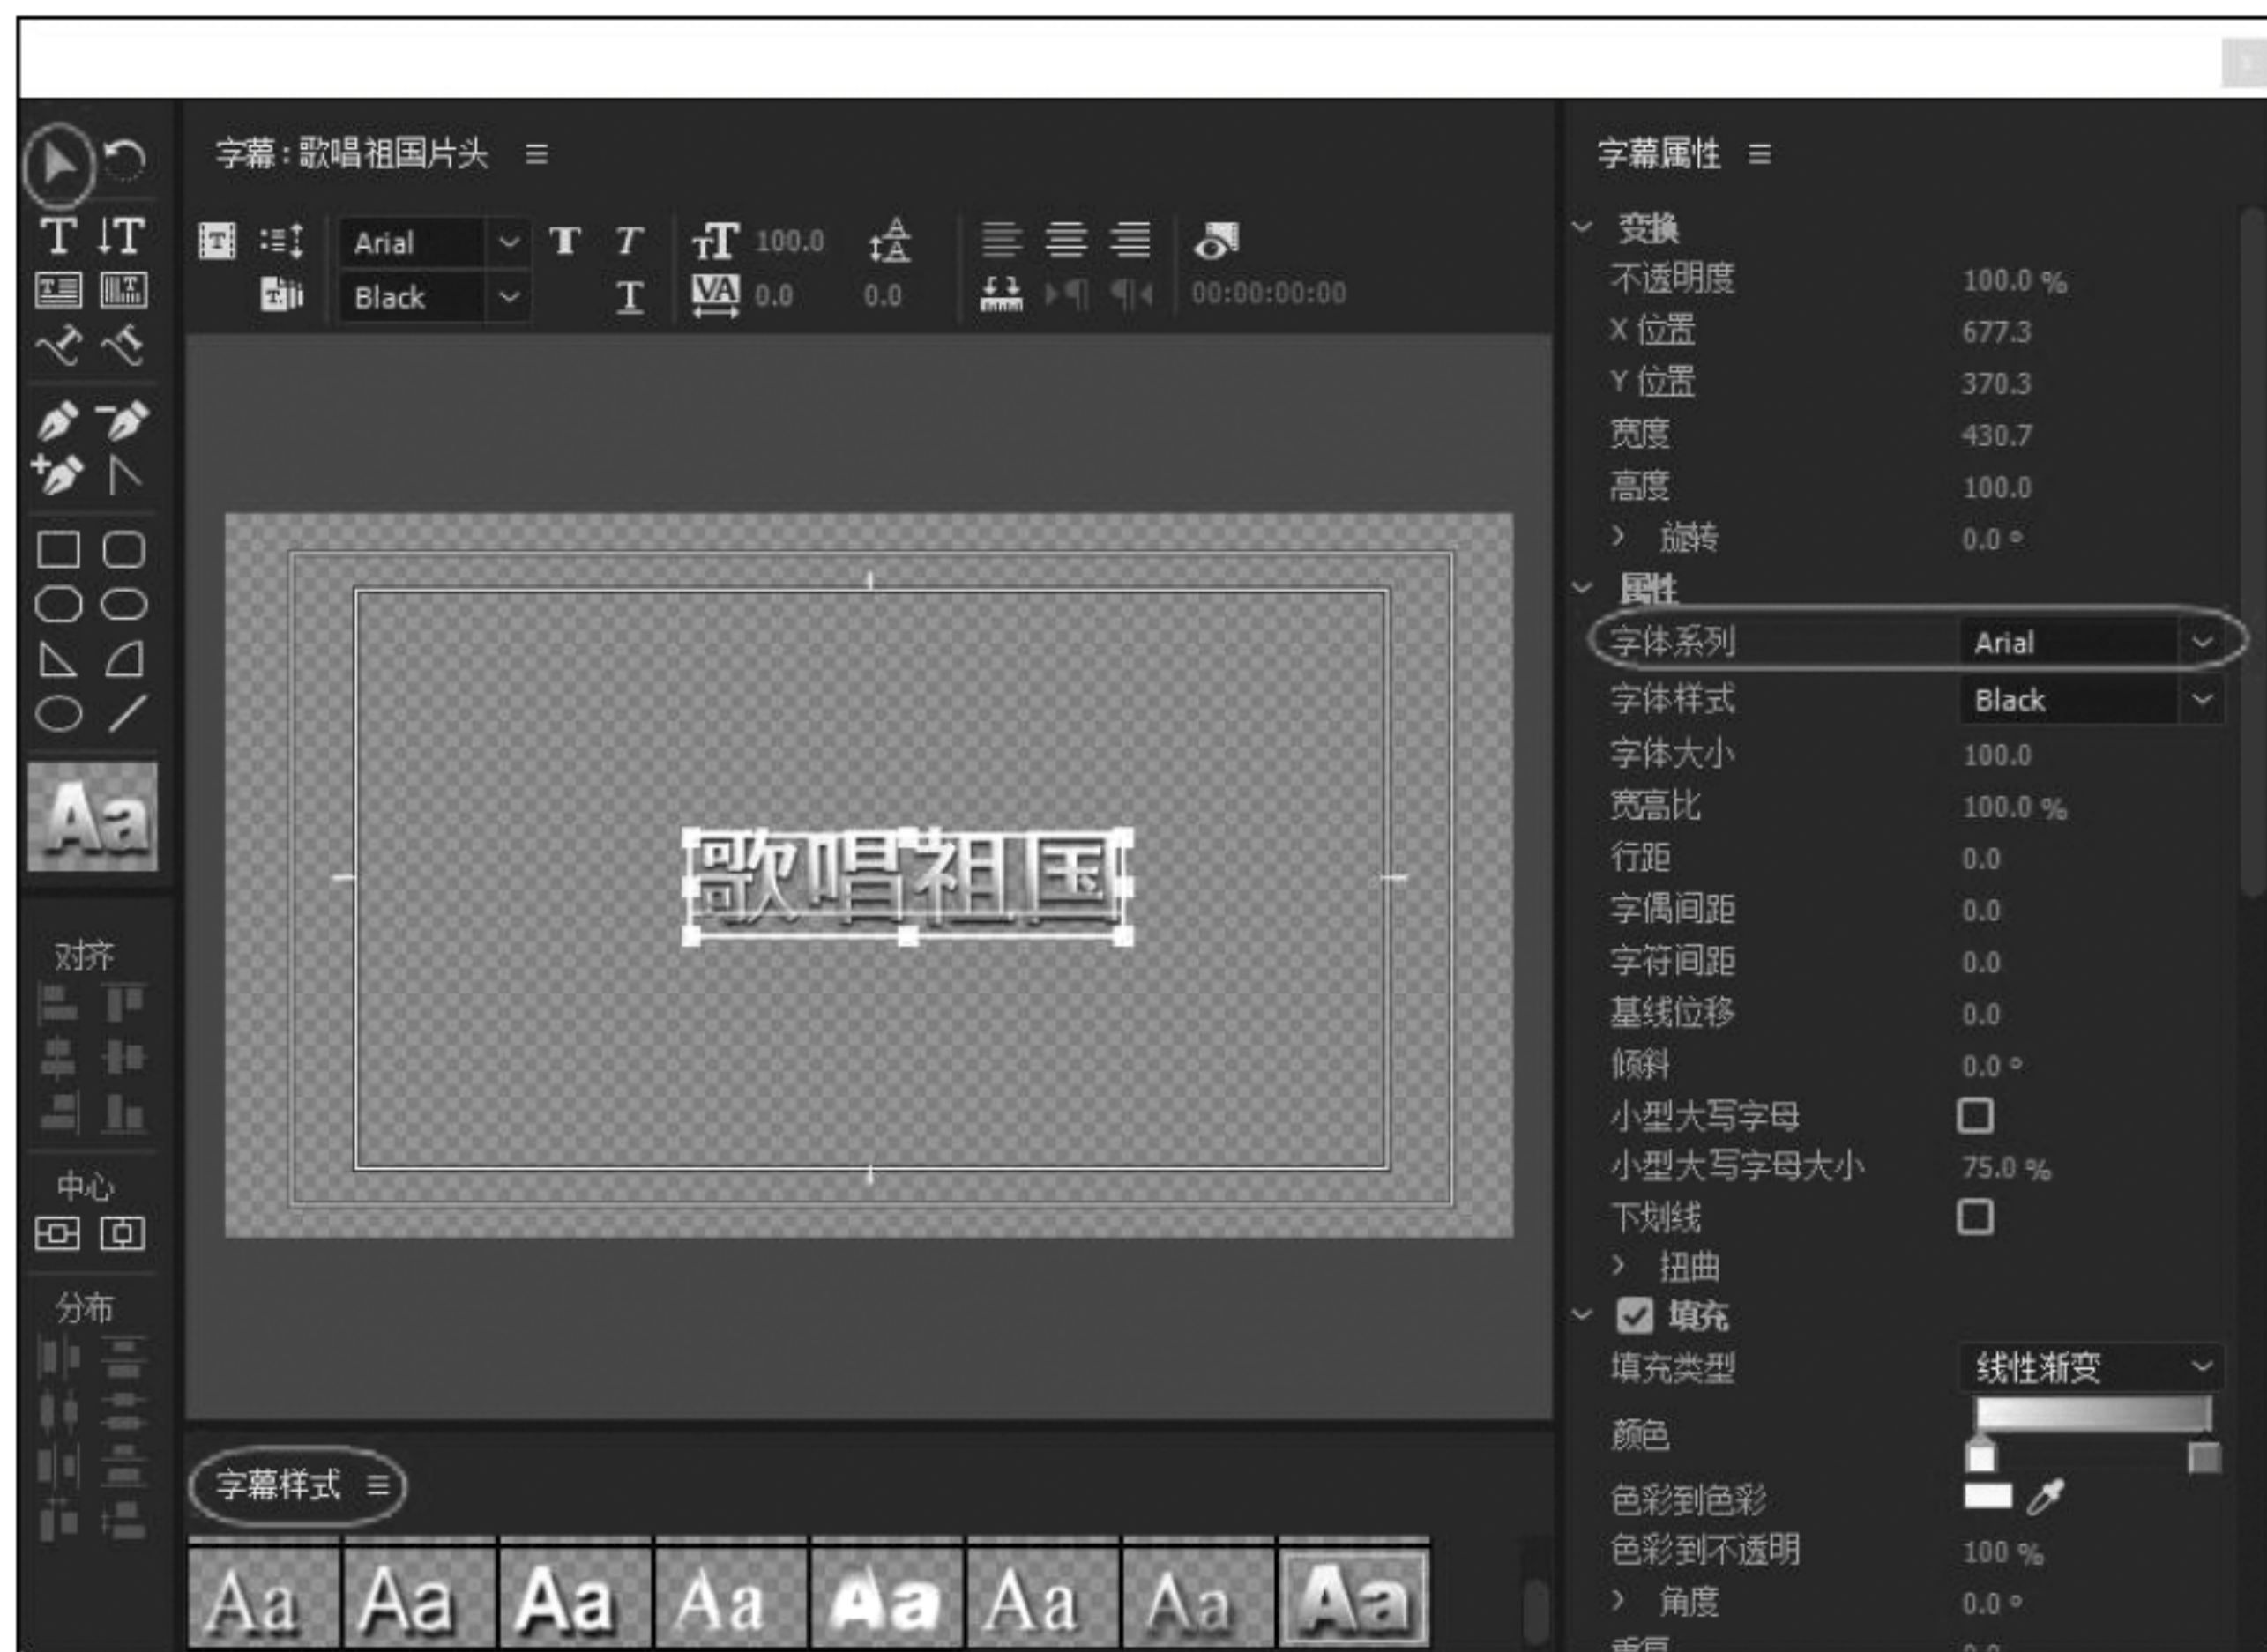 字幕：歌唱祖国片头
Arial
100.0
Black
0.0
0.0
00:00:00:00
歌唱祖国
对齐
中心
分布
Aa
字幕样式
Aa Aa Aa Aa Aa Aa Aa Aa
字幕属性
变换
不透明度 100.0 %
X 位置 677.3
Y 位置 370.3
宽度 430.7
高度 100.0
旋转 0.0 °
属性
字体系列 Arial
字体样式 Black
字体大小 100.0
宽高比 100.0 %
行距 0.0
字偶间距 0.0
字符间距 0.0
基线位移 0.0
倾斜 0.0 °
小型大写字母
小型大写字母大小 75.0 %
下划线
扭曲
填充
填充类型 线性渐变
颜色
色彩到色彩
色彩到不透明 100 %
角度 0.0 °